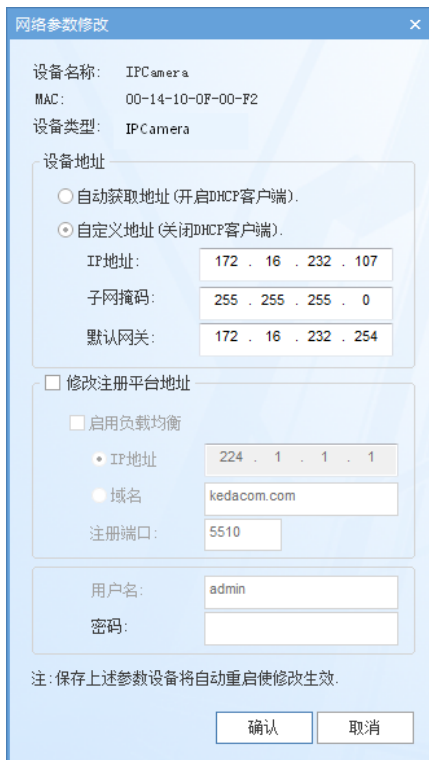 网络参数修改 ×
设备名称: IPCamera
MAC: 00-14-10-0F-00-F2
设备类型: IPCamera
设备地址
自动获取地址(开启DHCP客户端).
自定义地址(关闭DHCP客户端).
IP地址: 172 . 16 . 232 . 107
子网掩码: 255 . 255 . 255 . 0
默认网关: 172 . 16 . 232 . 254
修改注册平台地址
启用负载均衡
IP地址 224 . 1 . 1 . 1
域名 kedacom.com
注册端口: 5510
用户名: admin
密码:
注:保存上述参数设备将自动重启使修改生效.
确认 取消